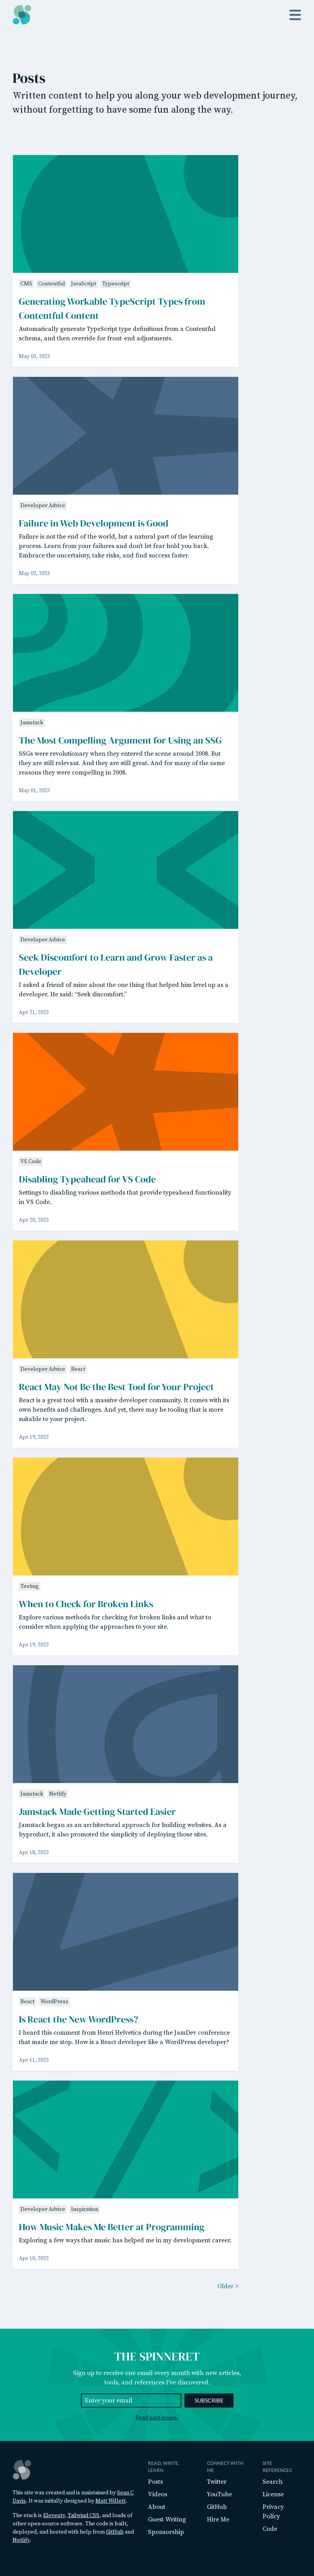 Posts
Written content to help you along your web development journey,
without forgetting to have some fun along the way.
CMS Contentful JavaScript Typescript
Generating Workable TypeScript Types from
Contentful Content
Automatically generate TypeScript type definitions from a Contentful
schema, and then override for front-end adjustments.
May 03, 2023
Developer Advice
Failure in Web Development is Good
Failure is not the end of the world, but a natural part of the learning
process. Learn from your failures and don't let fear hold you back.
Embrace the uncertainty, take risks, and find success faster.
May 02, 2023
Jamstack
The Most Compelling Argument for Using an SSG
SSGs were revolutionary when they entered the scene around 2008. But
they are still relevant. And they are still great. And for many of the same
reasons they were compelling in 2008.
May 01, 2023
Developer Advice
Seek Discomfort to Learn and Grow Faster as a
Developer
I asked a friend of mine about the one thing that helped him level up as a
developer. He said: “Seek discomfort.”
Apr 21, 2023
VS Code
Disabling Typeahead for VS Code
Settings to disabling various methods that provide typeahead functionality
in VS Code.
Apr 20, 2023
Developer Advice React
React May Not Be the Best Tool for Your Project
React is a great tool with a massive developer community. It comes with its
own benefits and challenges. And yet, there may be tooling that is more
suitable to your project.
Apr 19, 2023
Testing
When to Check for Broken Links
Explore various methods for checking for broken links and what to
consider when applying the approaches to your site.
Apr 19, 2023
Jamstack Netlify
Jamstack Made Getting Started Easier
Jamstack began as an architectural approach for building websites. As a
byproduct, it also promoted the simplicity of deploying those sites.
Apr 18, 2023
React WordPress
Is React the New WordPress?
I heard this comment from Henri Helvetica during the JamDev conference
that made me stop. How is a React developer like a WordPress developer?
Apr 11, 2023
Developer Advice Inspiration
How Music Makes Me Better at Programming
Exploring a few ways that music has helped me in my development career.
Apr 10, 2023
Older >
THE SPINNERET
Sign up to receive one email every month with new articles,
tools, and references I've discovered.
Enter your email SUBSCRIBE
Read past issues.
This site was created and is maintained by Sean C
Davis. It was initially designed by Matt Willett.
The stack is Eleventy, Tailwind CSS, and loads of
other open source software. The code is built,
deployed, and hosted with help from GitHub and
Netlify.
READ, WRITE,
LEARN
Posts
Videos
About
Guest Writing
Sponsorship
CONNECT WITH
ME
Twitter
YouTube
GitHub
Hire Me
SITE
REFERENCES
Search
License
Privacy
Policy
Code